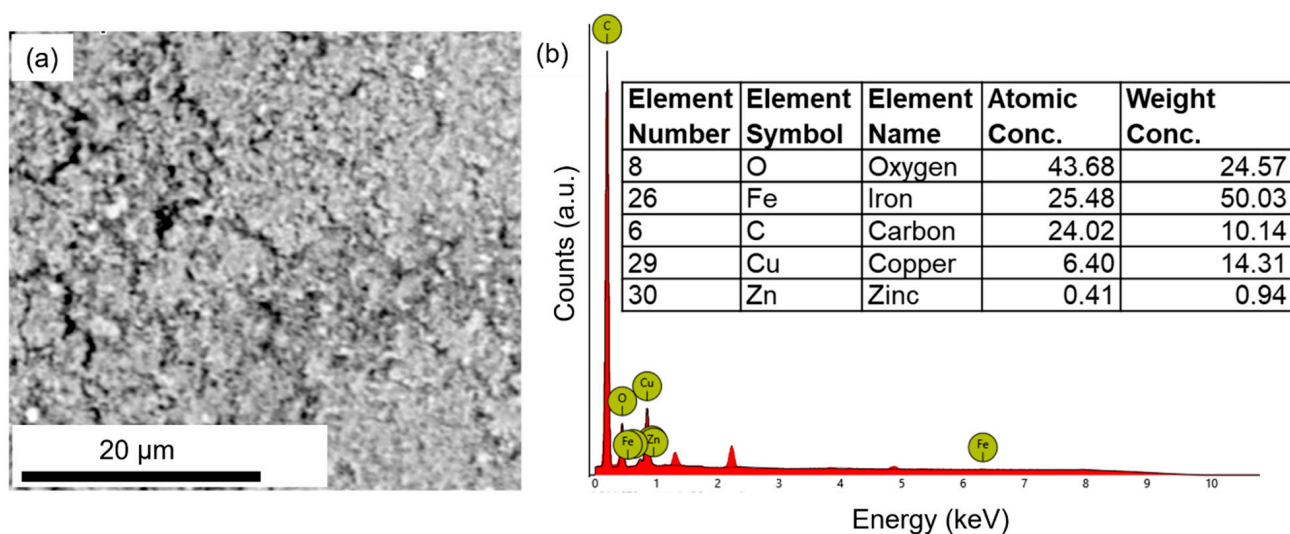 (a)
20 µm
(b)
Counts (a.u.)
Element Number Element Symbol Element Name Atomic Conc. Weight Conc.
8 O Oxygen 43.68 24.57
26 Fe Iron 25.48 50.03
6 C Carbon 24.02 10.14
29 Cu Copper 6.40 14.31
30 Zn Zinc 0.41 0.94
C
O
Cu
Fe
Zn
Fe
0 1 2 3 4 5 6 7 8 9 10
Energy (keV)